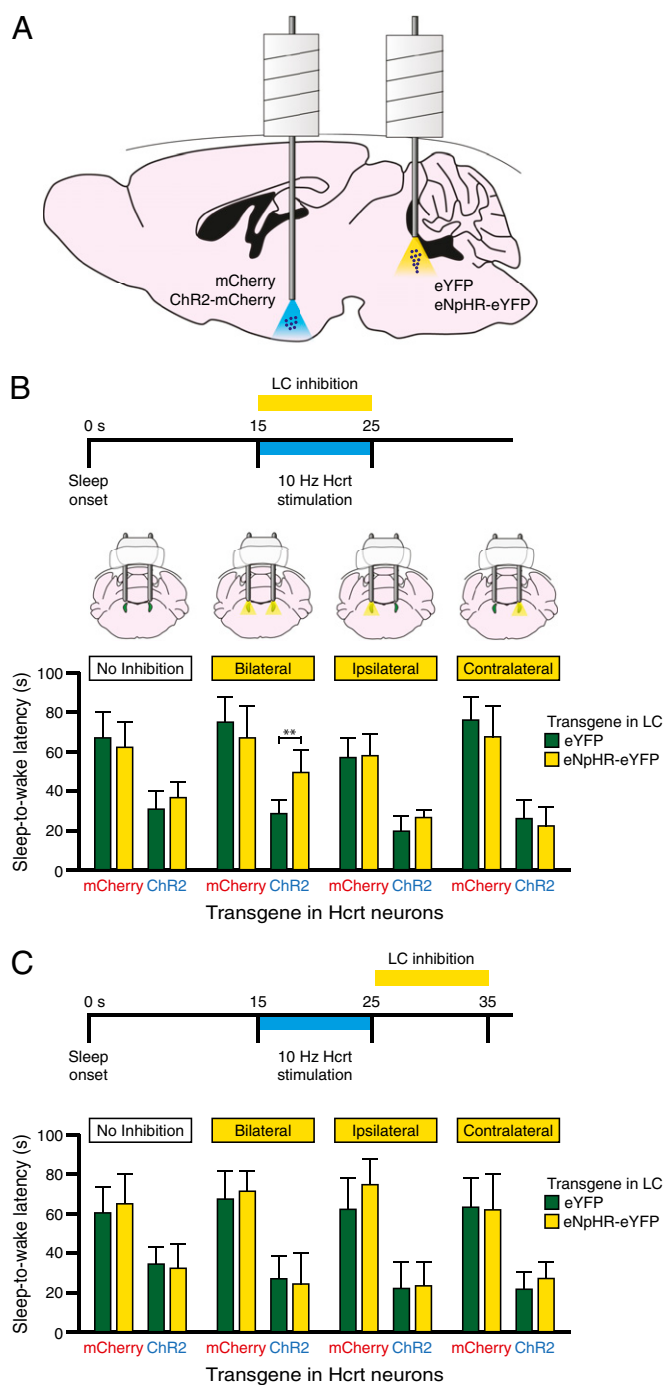 A
mCherry
ChR2-mCherry
eYFP
eNpHR-eYFP
B
LC inhibition
0 s 15 25
Sleep
onset
10 Hz Hcrt
stimulation
No Inhibition Bilateral Ipsilateral Contralateral
Sleep-to-wake latency (s)
100
80
60
40
20
0
**
Transgene in LC
eYFP
eNpHR-eYFP
mCherry ChR2 mCherry ChR2 mCherry ChR2 mCherry ChR2
Transgene in Hcrt neurons
C
LC inhibition
0 s 15 25 35
Sleep
onset
10 Hz Hcrt
stimulation
No Inhibition Bilateral Ipsilateral Contralateral
Sleep-to-wake latency (s)
100
80
60
40
20
0
Transgene in LC
eYFP
eNpHR-eYFP
mCherry ChR2 mCherry ChR2 mCherry ChR2 mCherry ChR2
Transgene in Hcrt neurons